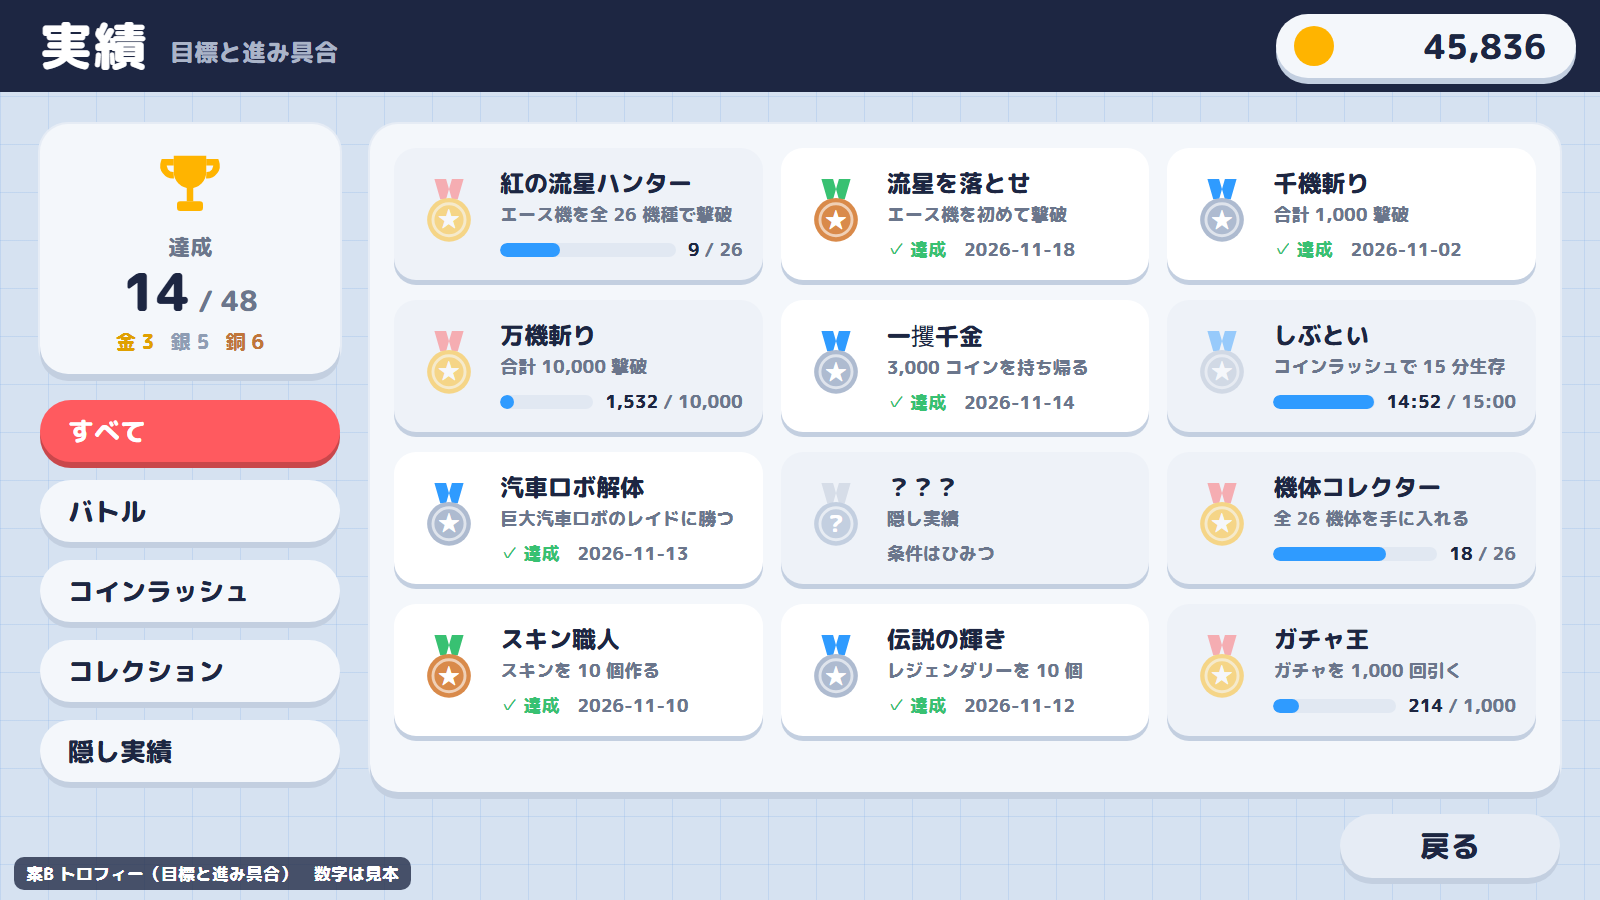 実績 目標と進み具合
45,836
達成
14 / 48
金 3 銀 5 銅 6
すべて
バトル
コインラッシュ
コレクション
隠し実績
紅の流星ハンター
エース機を全 26 機種で撃破
9 / 26
流星を落とせ
エース機を初めて撃破
✓ 達成 2026-11-18
千機斬り
合計 1,000 撃破
✓ 達成 2026-11-02
万機斬り
合計 10,000 撃破
1,532 / 10,000
一攫千金
3,000 コインを持ち帰る
✓ 達成 2026-11-14
しぶとい
コインラッシュで 15 分生存
14:52 / 15:00
汽車ロボ解体
巨大汽車ロボのレイドに勝つ
✓ 達成 2026-11-13
？？？
隠し実績
条件はひみつ
機体コレクター
全 26 機体を手に入れる
18 / 26
スキン職人
スキンを 10 個作る
✓ 達成 2026-11-10
伝説の輝き
レジェンダリーを 10 個
✓ 達成 2026-11-12
ガチャ王
ガチャを 1,000 回引く
214 / 1,000
戻る
案B トロフィー（目標と進み具合） 数字は見本